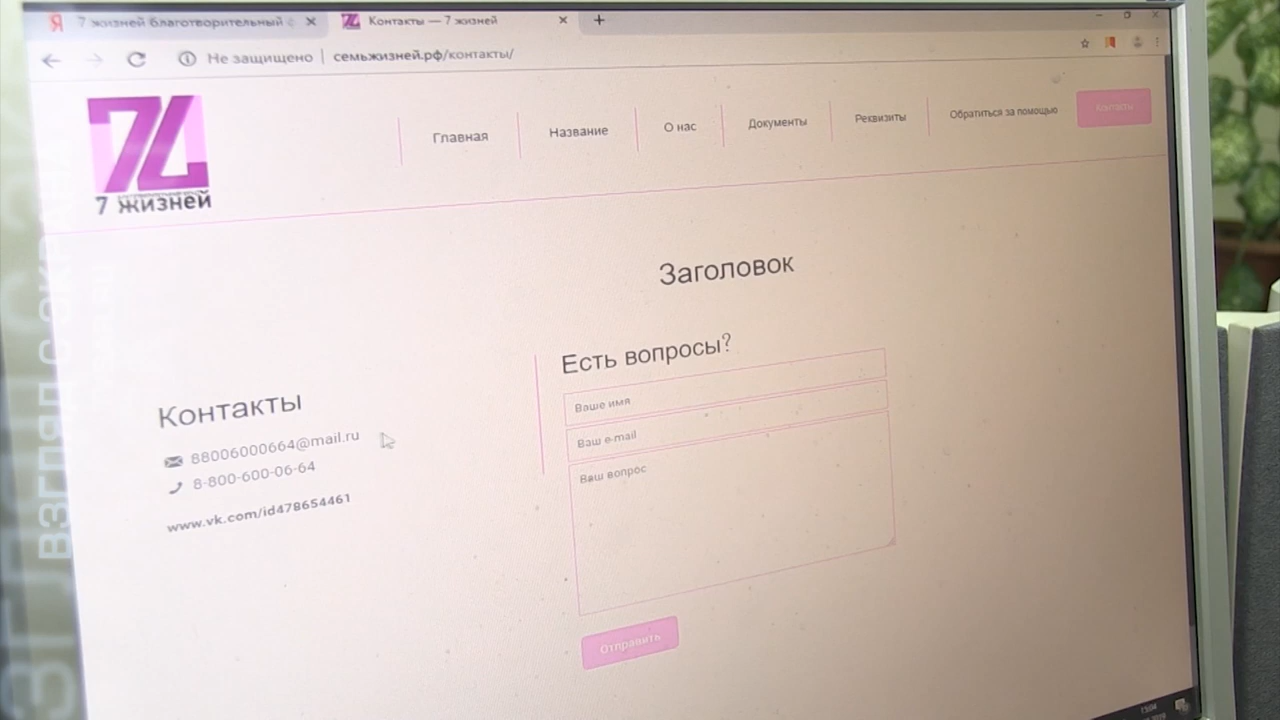 7 жизней благотворительный
Контакты — 7 жизней
Не защищено
семьжизней.рф/контакты/
7 жизней
Главная
Название
О нас
Документы
Реквизиты
Обратиться за помощью
Контакты
Заголовок
Контакты
88006000664@mail.ru
8-800-600-06-64
www.vk.com/id478654461
Есть вопросы?
Ваше имя
Ваш e-mail
Ваш вопрос
Отправить
15:04